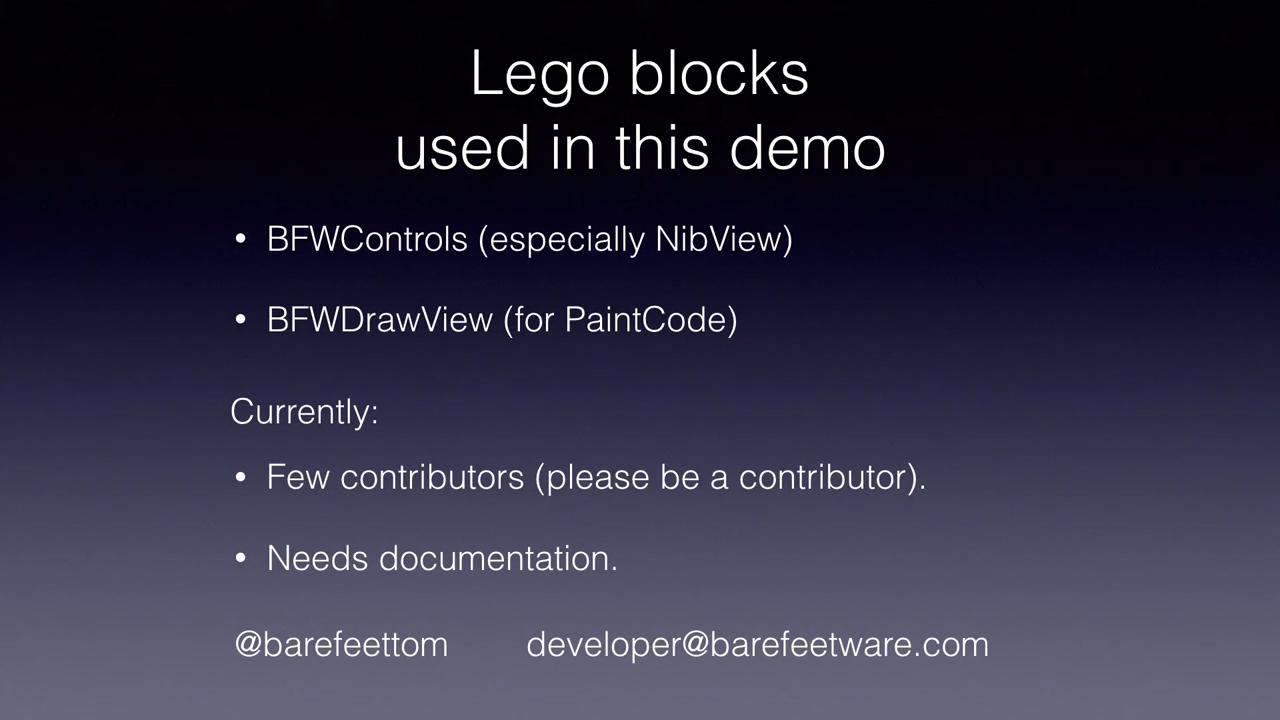 Lego blocks
used in this demo
• BFWControls (especially NibView)
• BFWDrawView (for PaintCode)
Currently:
• Few contributors (please be a contributor).
• Needs documentation.
@barefeettom developer@barefeetware.com